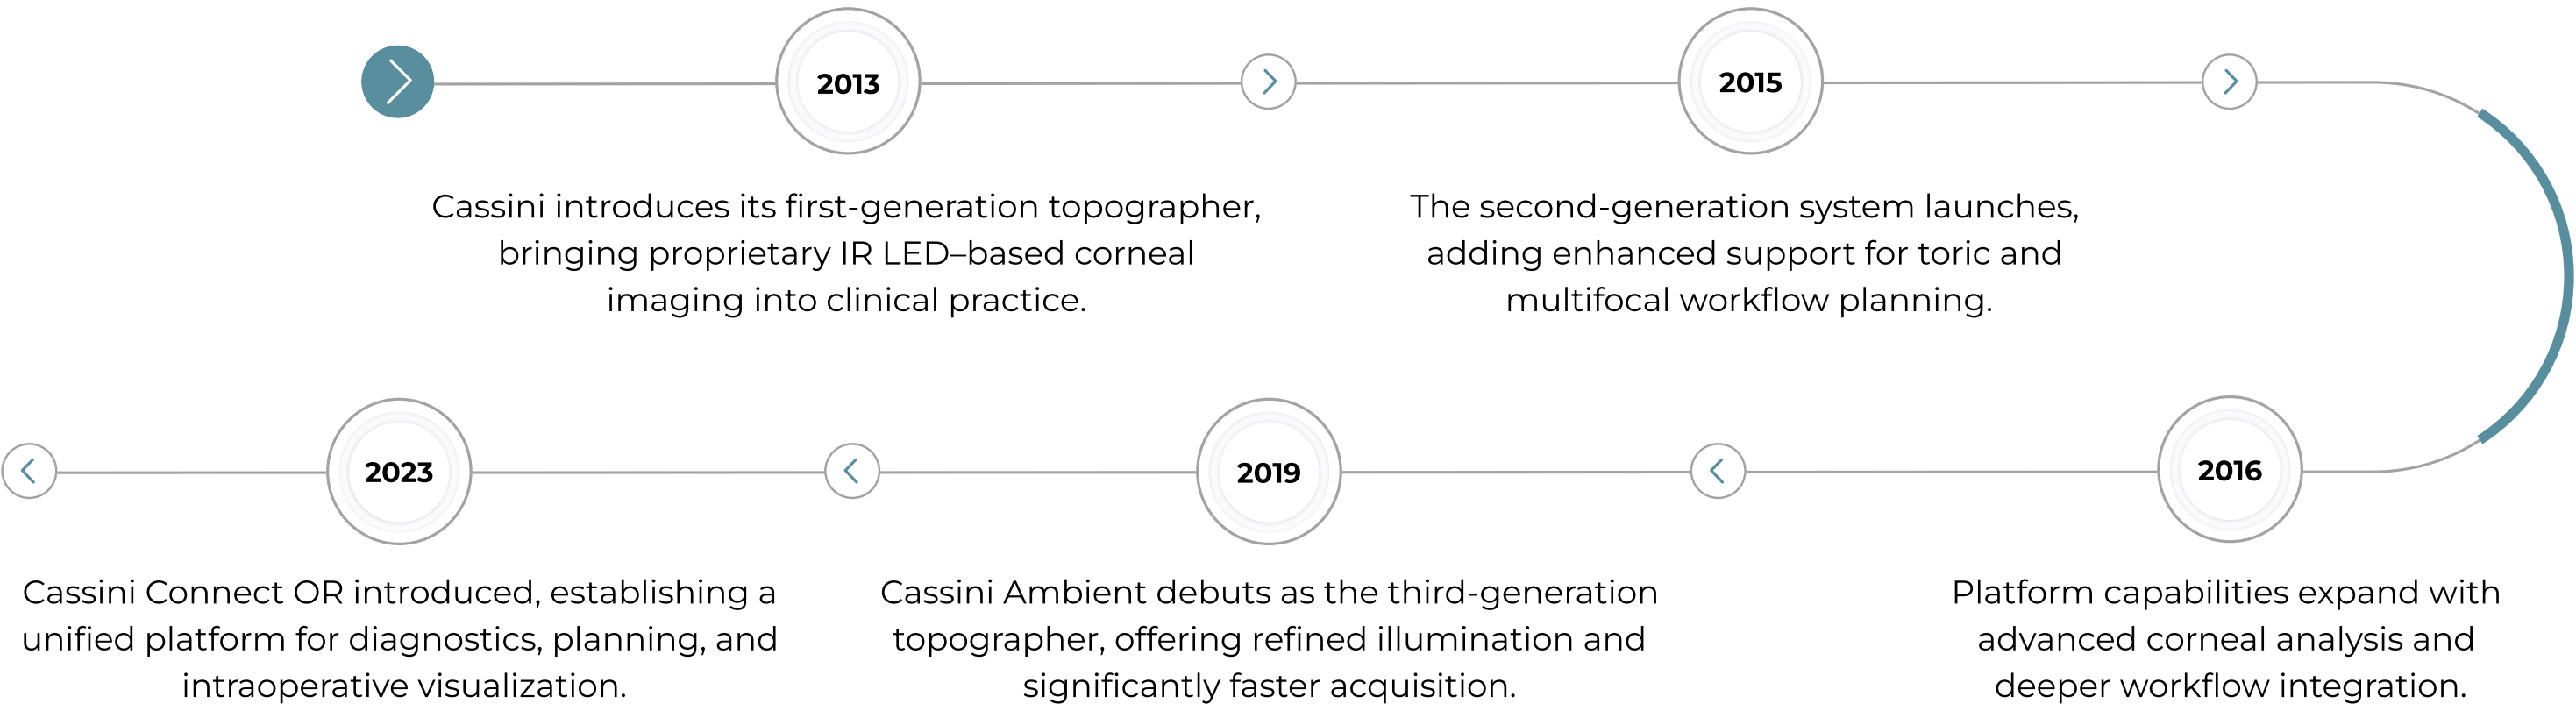 2013
Cassini introduces its first-generation topographer,
bringing proprietary IR LED–based corneal
imaging into clinical practice.
2015
The second-generation system launches,
adding enhanced support for toric and
multifocal workflow planning.
2016
Platform capabilities expand with
advanced corneal analysis and
deeper workflow integration.
2019
Cassini Ambient debuts as the third-generation
topographer, offering refined illumination and
significantly faster acquisition.
2023
Cassini Connect OR introduced, establishing a
unified platform for diagnostics, planning, and
intraoperative visualization.